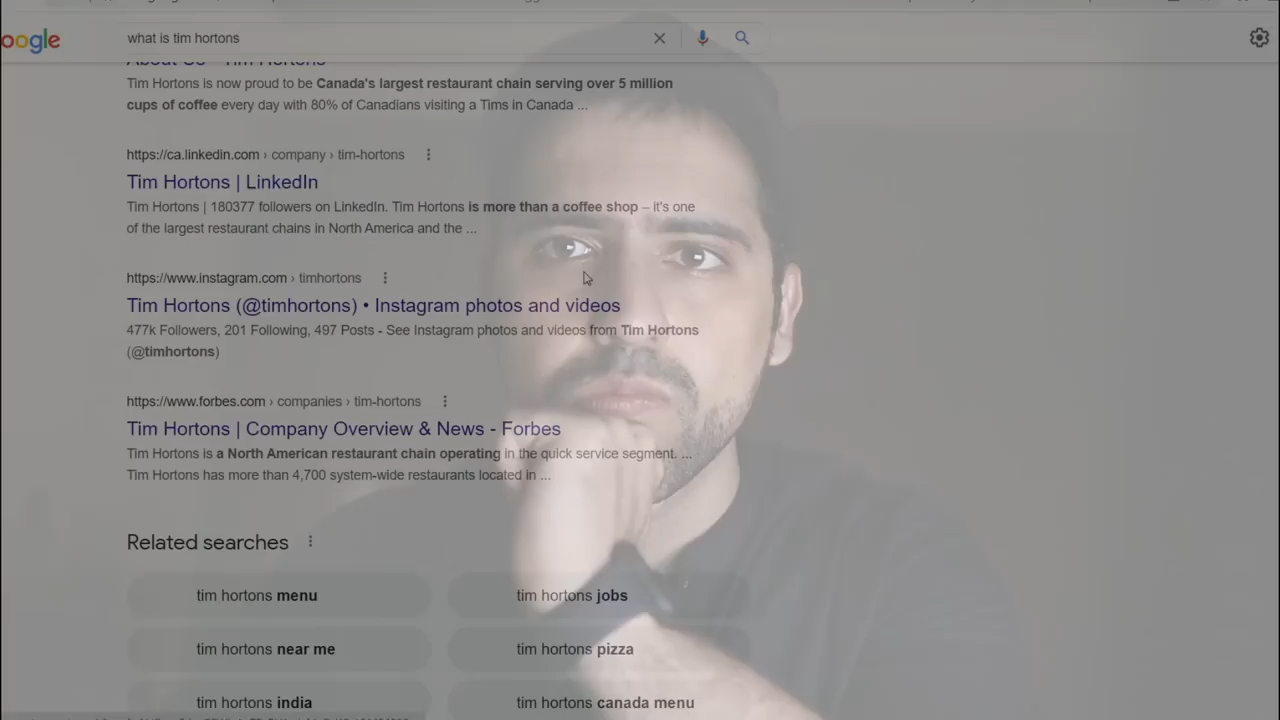 oogle
what is tim hortons
About Us - Tim Hortons
Tim Hortons is now proud to be Canada's largest restaurant chain serving over 5 million
cups of coffee every day with 80% of Canadians visiting a Tims in Canada ...
https://ca.linkedin.com › company › tim-hortons
Tim Hortons | LinkedIn
Tim Hortons | 180377 followers on LinkedIn. Tim Hortons is more than a coffee shop – it's one
of the largest restaurant chains in North America and the ...
https://www.instagram.com › timhortons
Tim Hortons (@timhortons) • Instagram photos and videos
477k Followers, 201 Following, 497 Posts - See Instagram photos and videos from Tim Hortons
(@timhortons)
https://www.forbes.com › companies › tim-hortons
Tim Hortons | Company Overview & News - Forbes
Tim Hortons is a North American restaurant chain operating in the quick service segment. ...
Tim Hortons has more than 4,700 system-wide restaurants located in ...
Related searches
tim hortons menu
tim hortons jobs
tim hortons near me
tim hortons pizza
tim hortons india
tim hortons canada menu